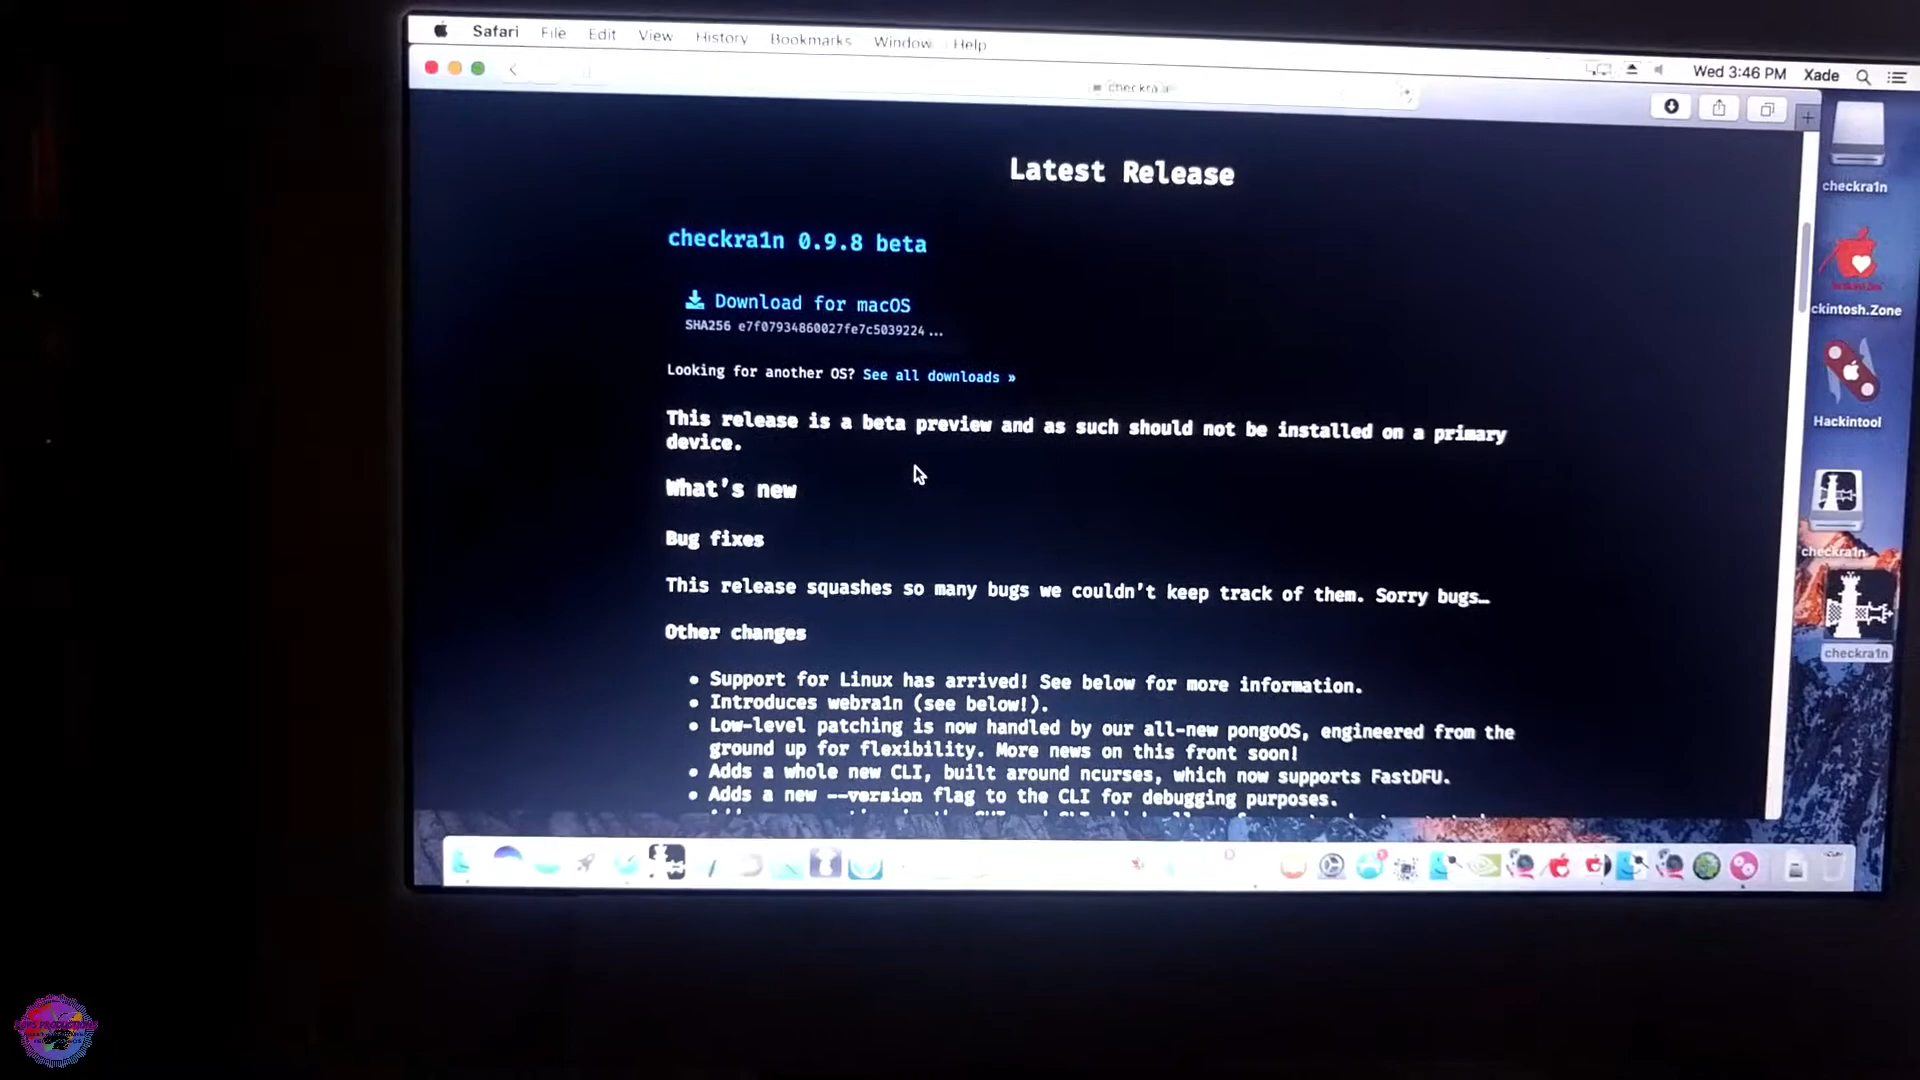 Safari File Edit View History Bookmarks Window Help
Wed 3:46 PM Xade
Latest Release
checkra1n 0.9.8 beta
Download for macOS
SHA256 e7f07934860027fe7c5039224 ...
Looking for another OS? See all downloads »
This release is a beta preview and as such should not be installed on a primary
device.
What's new
Bug fixes
This release squashes so many bugs we couldn't keep track of them. Sorry bugs…
Other changes
• Support for Linux has arrived! See below for more information.
• Introduces webra1n (see below!).
• Low-level patching is now handled by our all-new pongoOS, engineered from the
ground up for flexibility. More news on this front soon!
• Adds a whole new CLI, built around ncurses, which now supports FastDFU.
• Adds a new --version flag to the CLI for debugging purposes.
checkra1n
ckintosh.Zone
Hackintool
checkra1n
checkra1n